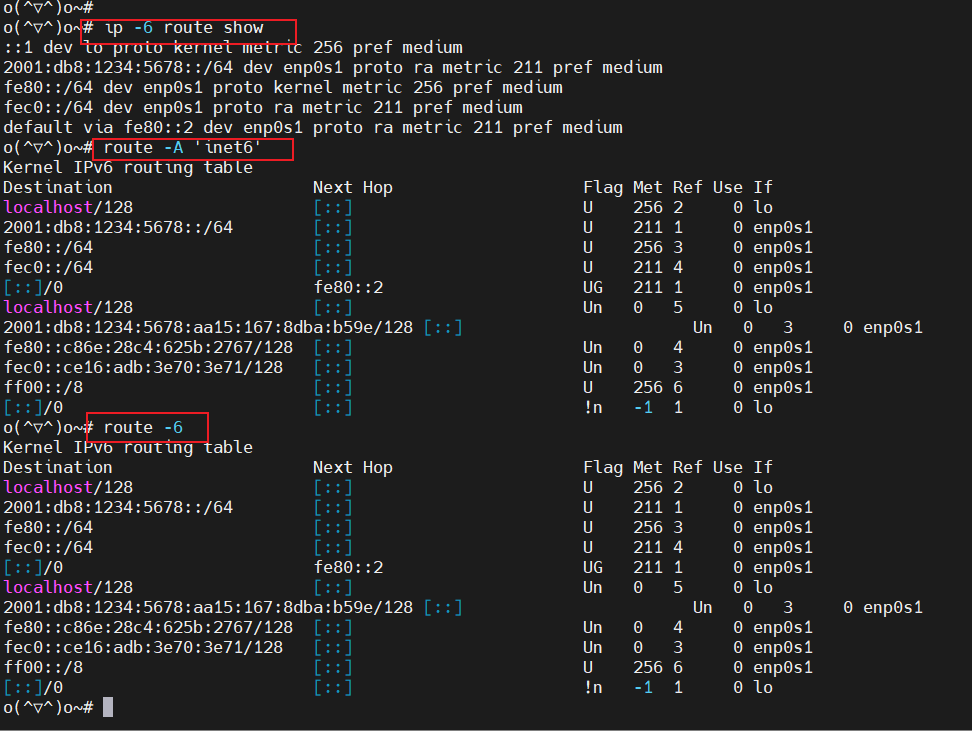 o(^▽^)o~#
o(^▽^)o~# ip -6 route show
::1 dev lo proto kernel metric 256 pref medium
2001:db8:1234:5678::/64 dev enp0s1 proto ra metric 211 pref medium
fe80::/64 dev enp0s1 proto kernel metric 256 pref medium
fec0::/64 dev enp0s1 proto ra metric 211 pref medium
default via fe80::2 dev enp0s1 proto ra metric 211 pref medium
o(^▽^)o~# route -A 'inet6'
Kernel IPv6 routing table
Destination                    Next Hop                   Flag Met Ref Use If
localhost/128                  [::]                       U    256 2     0 lo
2001:db8:1234:5678::/64        [::]                       U    211 1     0 enp0s1
fe80::/64                      [::]                       U    256 3     0 enp0s1
fec0::/64                      [::]                       U    211 4     0 enp0s1
[::]/0                         fe80::2                    UG   211 1     0 enp0s1
localhost/128                  [::]                       Un   0   5     0 lo
2001:db8:1234:5678:aa15:167:8dba:b59e/128 [::]                       Un   0   3     0 enp0s1
fe80::c86e:28c4:625b:2767/128  [::]                       Un   0   4     0 enp0s1
fec0::ce16:adb:3e70:3e71/128   [::]                       Un   0   3     0 enp0s1
ff00::/8                       [::]                       U    256 6     0 enp0s1
[::]/0                         [::]                       !n   -1  1     0 lo
o(^▽^)o~# route -6
Kernel IPv6 routing table
Destination                    Next Hop                   Flag Met Ref Use If
localhost/128                  [::]                       U    256 2     0 lo
2001:db8:1234:5678::/64        [::]                       U    211 1     0 enp0s1
fe80::/64                      [::]                       U    256 3     0 enp0s1
fec0::/64                      [::]                       U    211 4     0 enp0s1
[::]/0                         fe80::2                    UG   211 1     0 enp0s1
localhost/128                  [::]                       Un   0   5     0 lo
2001:db8:1234:5678:aa15:167:8dba:b59e/128 [::]                       Un   0   3     0 enp0s1
fe80::c86e:28c4:625b:2767/128  [::]                       Un   0   4     0 enp0s1
fec0::ce16:adb:3e70:3e71/128   [::]                       Un   0   3     0 enp0s1
ff00::/8                       [::]                       U    256 6     0 enp0s1
[::]/0                         [::]                       !n   -1  1     0 lo
o(^▽^)o~#